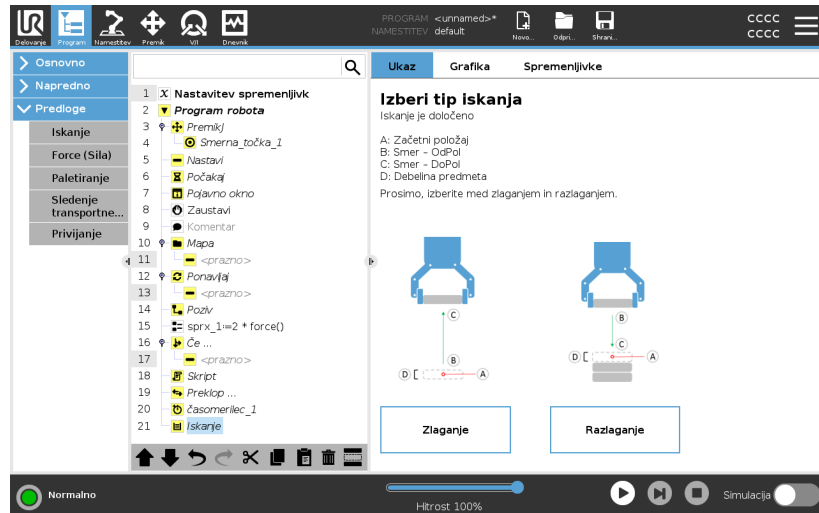 PROGRAM <unnamed>*
NAMESTITEV default
Delovanje
Program
Namestitev
Premik
V/I
Dnevnik
Novo...
Odpri...
Shrani...
CCCC
CCCC
Osnovno
Napredno
Predloge
Iskanje
Force (Sila)
Paletiranje
Sledenje
transportne...
Privijanje
1 X Nastavitev spremenljivk
2 Program robota
3 PremikJ
4 Smerna_točka_1
5 Nastavi
6 Počakaj
7 Pojavno okno
8 Zaustavi
9 Komentar
10 Mapa
11 <prazno>
12 Ponavljaj
13 <prazno>
14 Poziv
15 sprx_1:=2 * force()
16 Če ...
17 <prazno>
18 Skript
19 Preklop ...
20 časomerilec_1
21 Iskanje
Ukaz
Grafika
Spremenljivke
Izberi tip iskanja
Iskanje je določeno
A: Začetni položaj
B: Smer - OdPol
C: Smer - DoPol
D: Debelina predmeta
Prosimo, izberite med zlaganjem in razlaganjem.
C
B
D
A
B
C
D
A
Zlaganje
Razlaganje
Normalno
Hitrost 100%
Simulacija